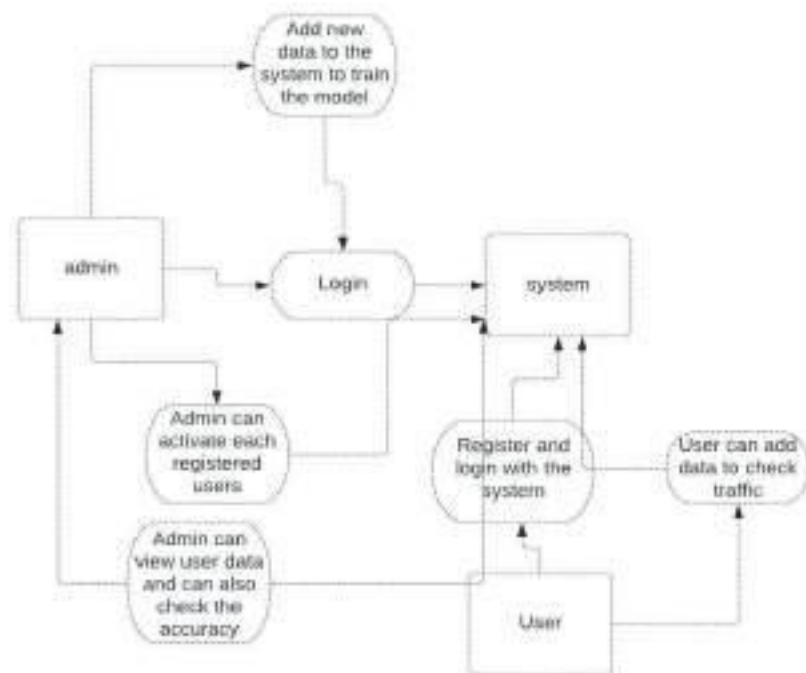 Add new
data to the
system to train
the model
admin
Login
system
Admin can
activate each
registered
users
Register and
login with the
system
User can add
data to check
traffic
Admin can
view user data
and can also
check the
accuracy
User